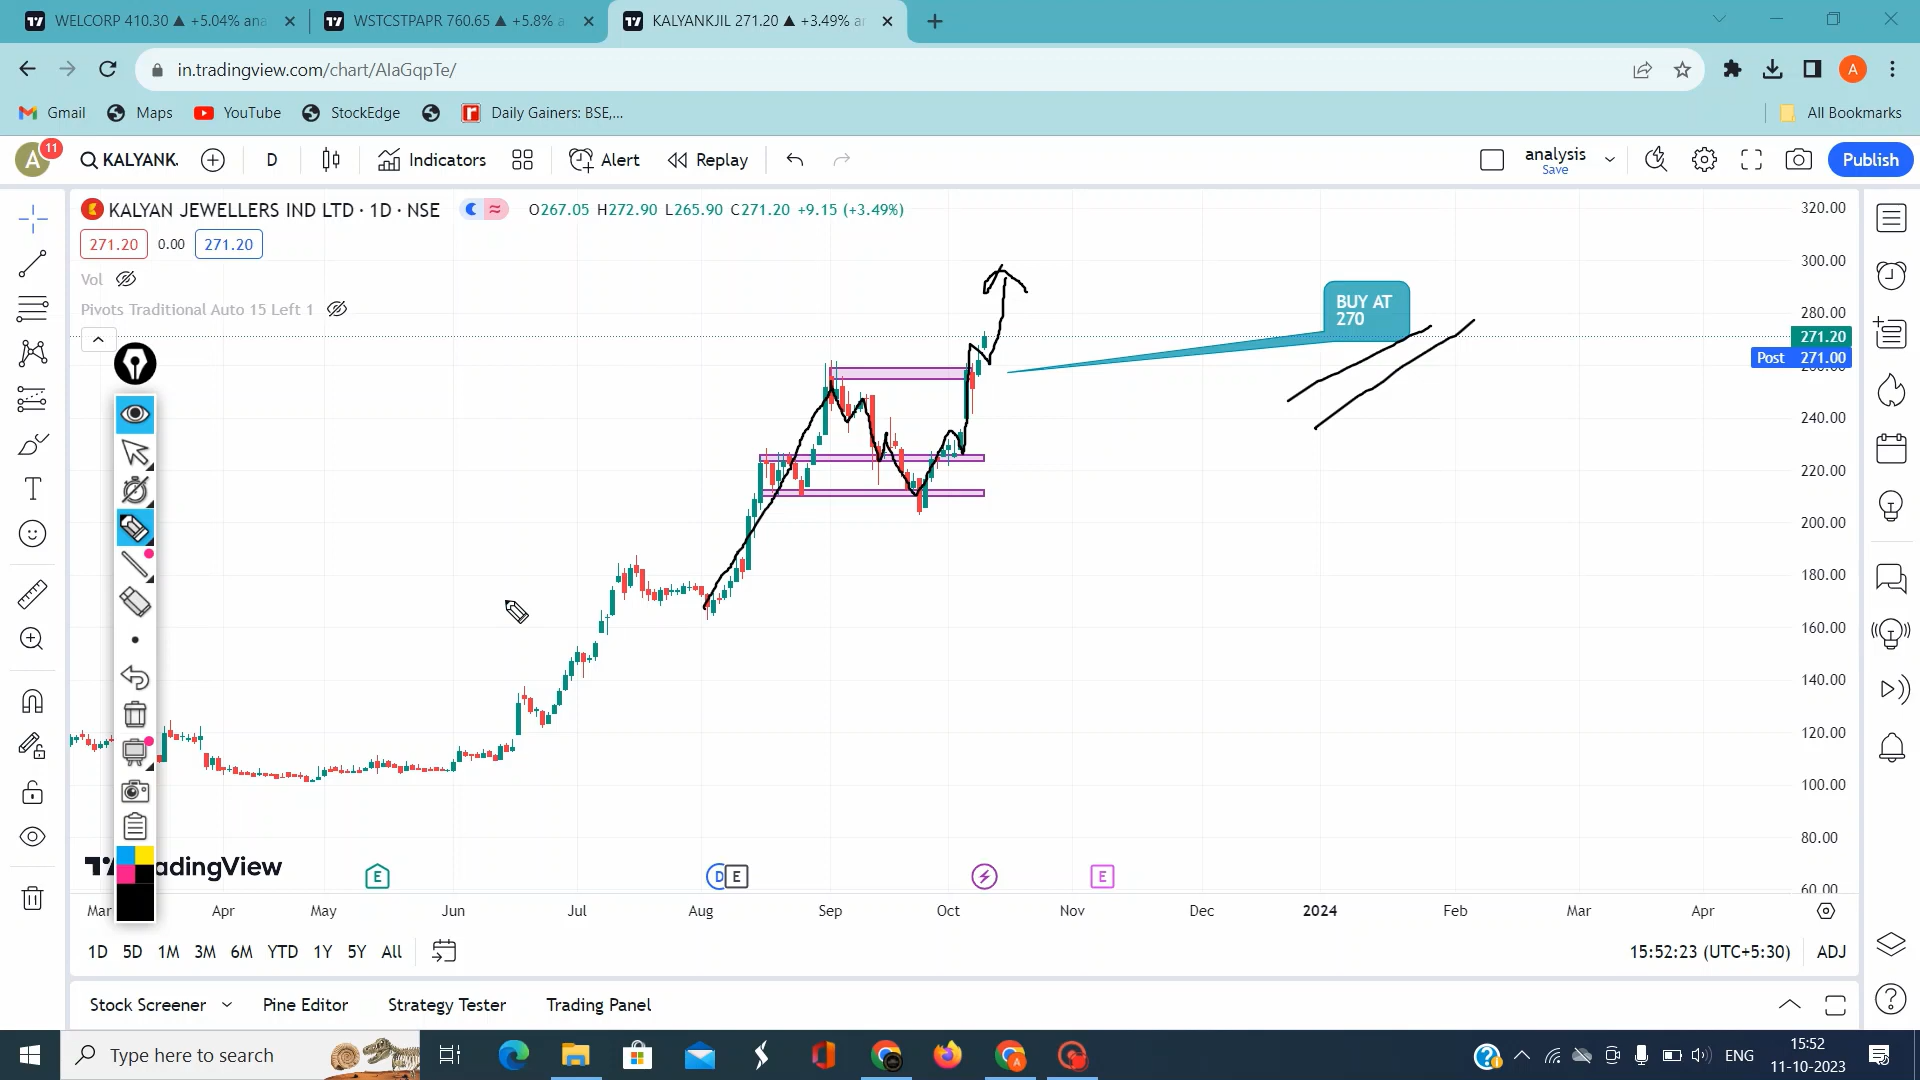 WELCORP 410.30 ▲ +5.04% ana
WSTCSTPAPR 760.65 ▲ +5.8% a
KALYANKJIL 271.20 ▲ +3.49% an
in.tradingview.com/chart/AIaGqpTe/
A
Gmail
Maps
YouTube
StockEdge
Daily Gainers: BSE,...
All Bookmarks
A
11
KALYANK.
D
Indicators
Alert
Replay
analysis
Save
Publish
KALYAN JEWELLERS IND LTD · 1D · NSE
O267.05 H272.90 L265.90 C271.20 +9.15 (+3.49%)
271.20
0.00
271.20
Vol
Pivots Traditional Auto 15 Left 1
BUY AT
270
320.00
300.00
280.00
271.20
Post 271.00
260.00
240.00
220.00
200.00
180.00
160.00
140.00
120.00
100.00
80.00
60.00
adingView
E
D
E
E
Mar
Apr
May
Jun
Jul
Aug
Sep
Oct
Nov
Dec
2024
Feb
Mar
Apr
1D
5D
1M
3M
6M
YTD
1Y
5Y
All
15:52:23 (UTC+5:30)
ADJ
Stock Screener
Pine Editor
Strategy Tester
Trading Panel
Type here to search
ENG
15:52
11-10-2023